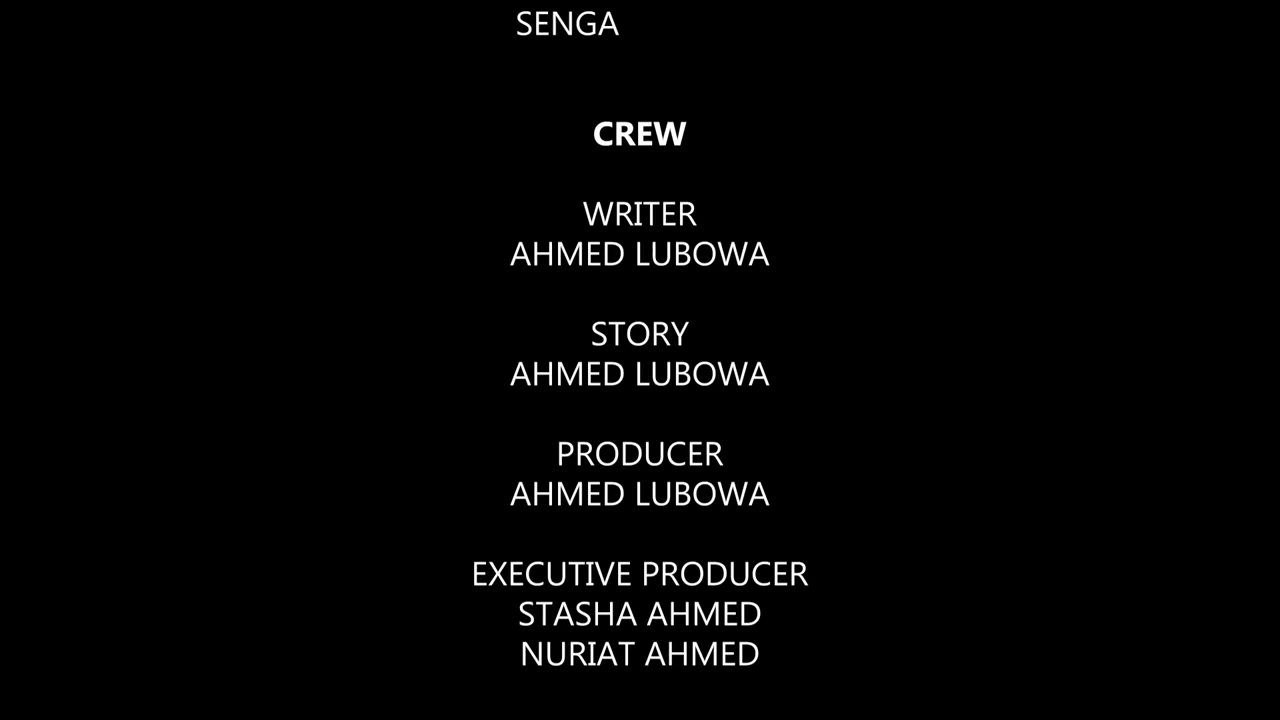 SENGA
CREW
WRITER
AHMED LUBOWA
STORY
AHMED LUBOWA
PRODUCER
AHMED LUBOWA
EXECUTIVE PRODUCER
STASHA AHMED
NURIAT AHMED